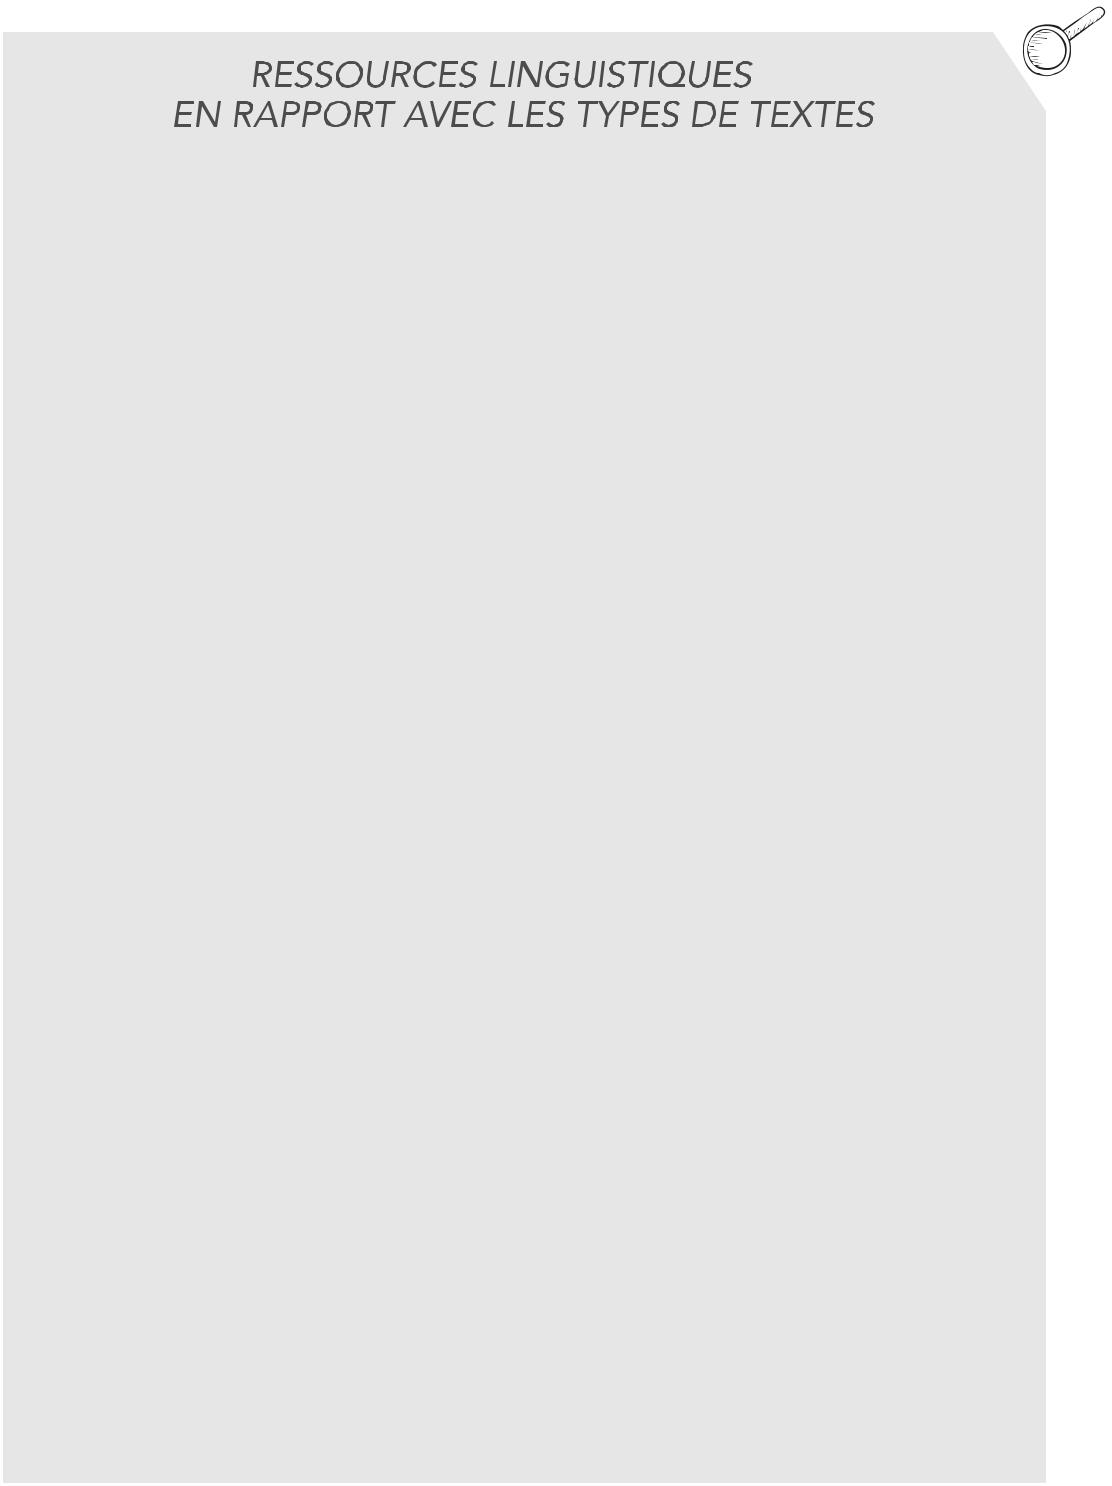 RESSOURCES LINGUISTIQUES
EN RAPPORT AVEC LES TYPES DE TEXTES